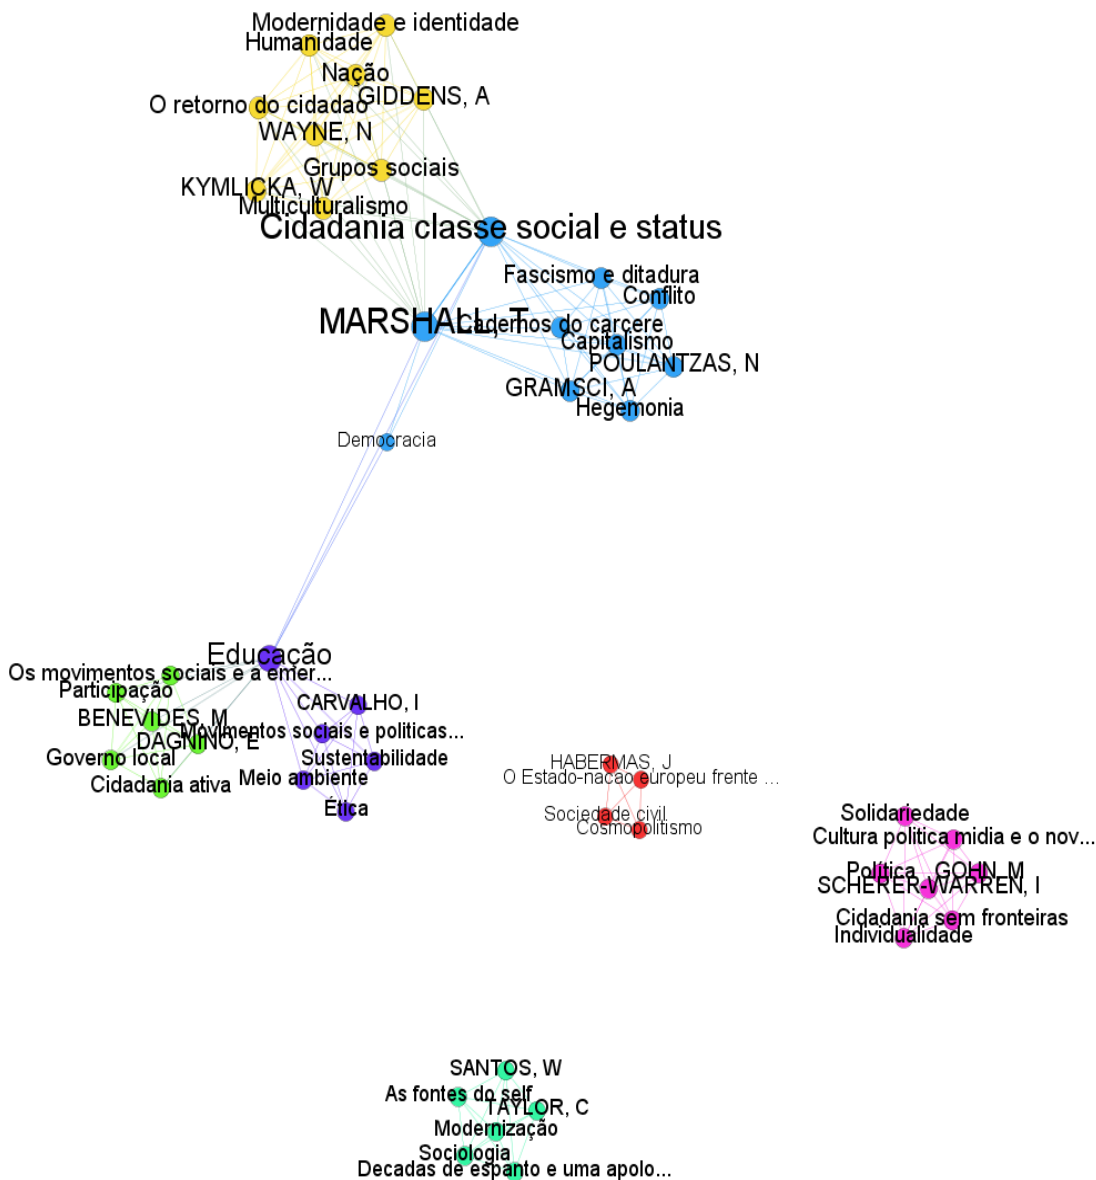 Modernidade e identidade
Humanidade
Nação
GIDDENS, A
O retorno do cidadao
WAYNE, N
Grupos sociais
KYMLICKA, W
Multiculturalismo
Cidadania classe social e status
Fascismo e ditadura
Conflito
MARSHALL, T
Cadernos do carcere
Capitalismo
POULANTZAS, N
GRAMSCI, A
Hegemonia
Democracia
Educação
Os movimentos sociais e a emer...
Participação
CARVALHO, I
BENEVIDES, M
Movimentos sociais e politicas...
DAGNINO, E
Governo local
Sustentabilidade
Meio ambiente
Cidadania ativa
Ética
HABERMAS, J
O Estado-nacao europeu frente ...
Sociedade civil
Cosmopolitismo
Solidariedade
Cultura politica midia e o nov...
Política
GOHN, M
SCHERER-WARREN, I
Cidadania sem fronteiras
Individualidade
SANTOS, W
As fontes do self
TAYLOR, C
Modernização
Sociologia
Decadas de espanto e uma apolo...